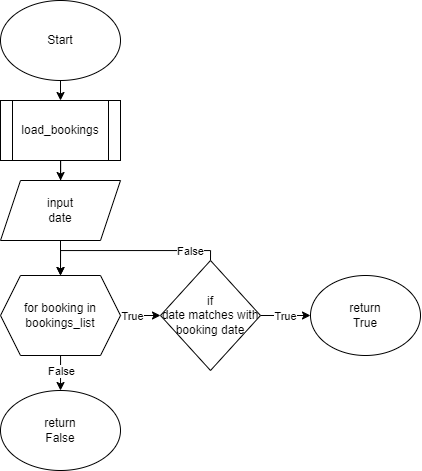 Start
load_bookings
input
date
False
for booking in
bookings_list
True
if
date matches with
booking date
True
return
True
False
return
False